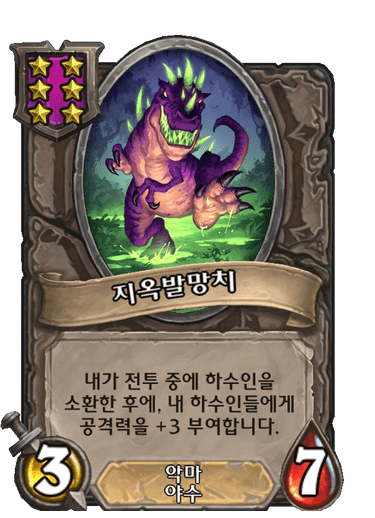 지옥발망치
내가 전투 중에 하수인을
소환한 후에, 내 하수인들에게
공격력을 +3 부여합니다.
3
악마
야수
7